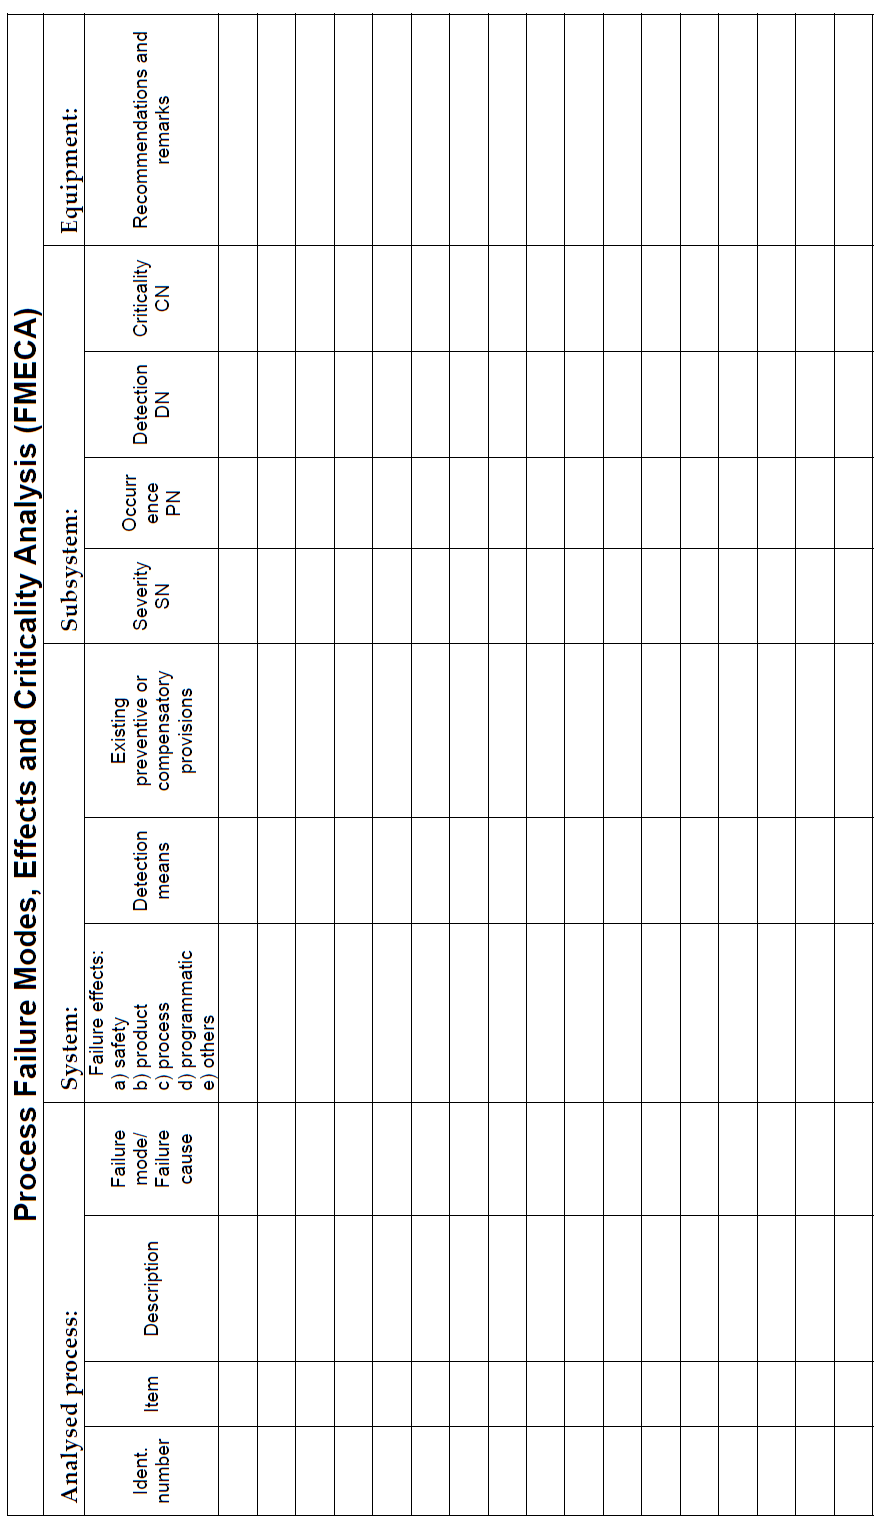 Process Failure Modes, Effects and Criticality Analysis (FMECA)
Analysed process:
System:
Subsystem:
Equipment:
Ident.
number
Item
Description
Failure
mode/
Failure
cause
Failure effects:
a) safety
b) product
c) process
d) programmatic
e) others
Detection
means
Existing
preventive or
compensatory
provisions
Severity
SN
Occurr
ence
PN
Detection
DN
Criticality
CN
Recommendations and
remarks